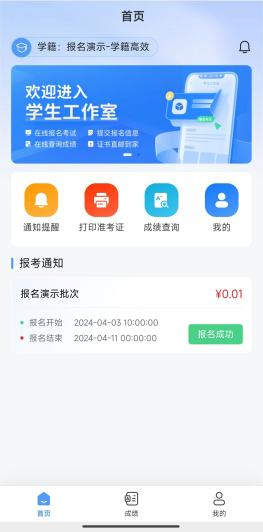 首页
学籍：报名演示-学籍高效
欢迎进入
学生工作室
在线报名考试
提交报名信息
在线查询成绩
证书直邮到家
通知提醒
打印准考证
成绩查询
我的
报考通知
报名演示批次
¥0.01
报名开始 2024-04-03 10:00:00
报名结束 2024-04-11 00:00:00
报名成功
首页
成绩
我的